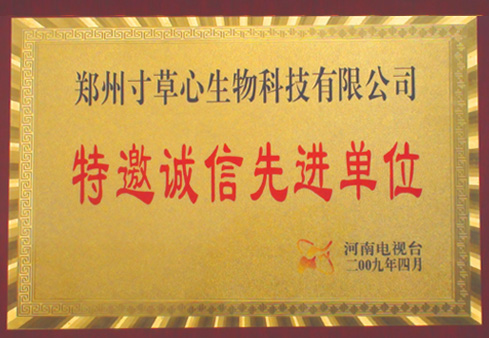 郑州寸草心生物科技有限公司
特邀诚信先进单位
河南电视台
二00九年四月